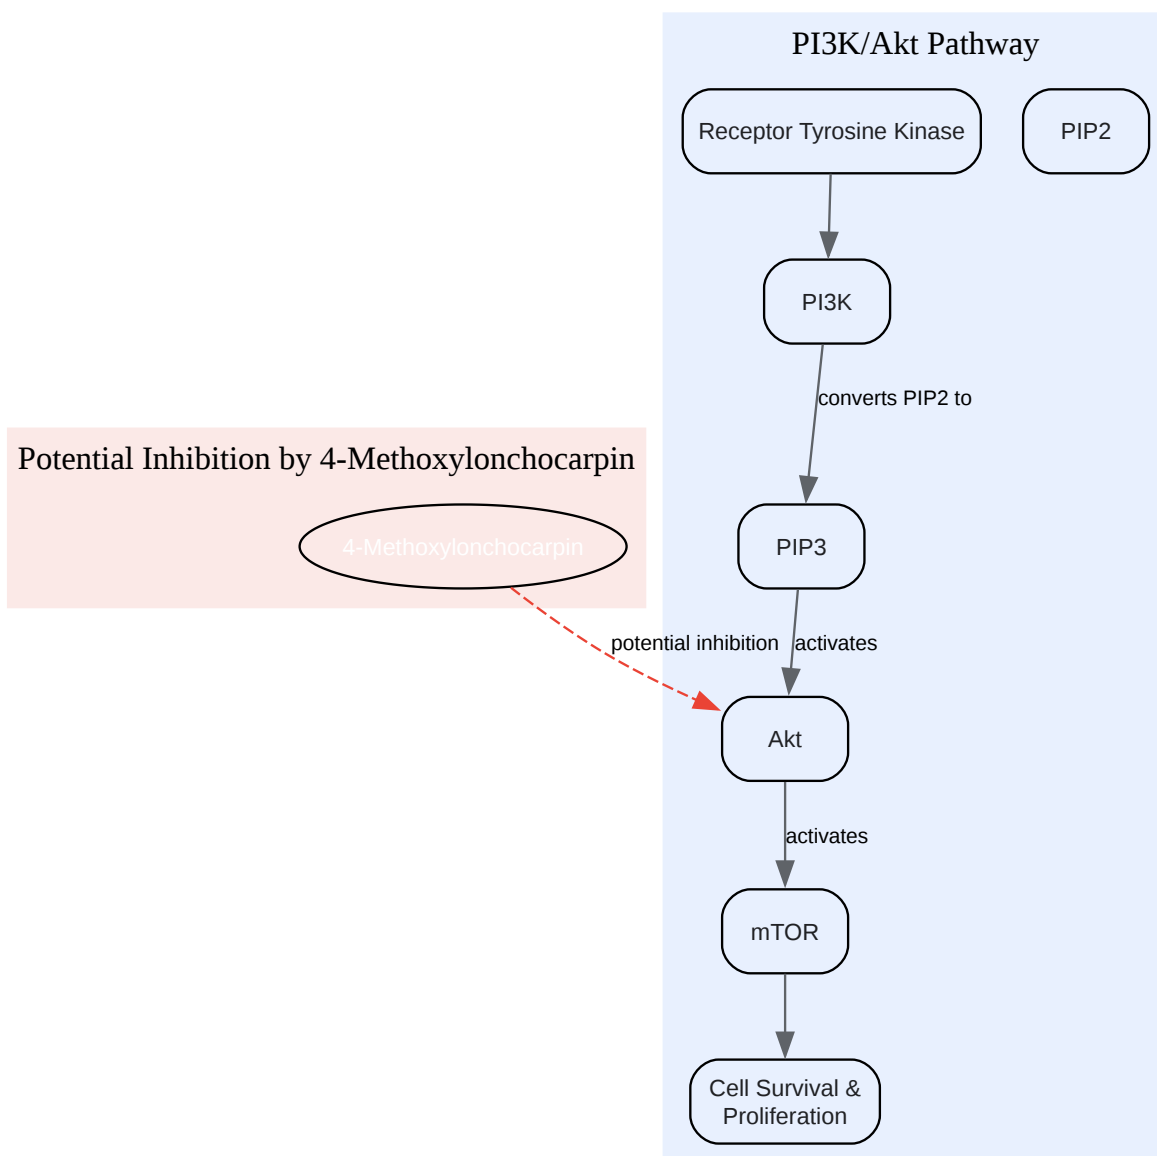 PI3K/Akt Pathway
Receptor Tyrosine Kinase
PIP2
PI3K
converts PIP2 to
Potential Inhibition by 4-Methoxylonchocarpin
4-Methoxylonchocarpin
PIP3
potential inhibition
activates
Akt
activates
mTOR
Cell Survival &
Proliferation